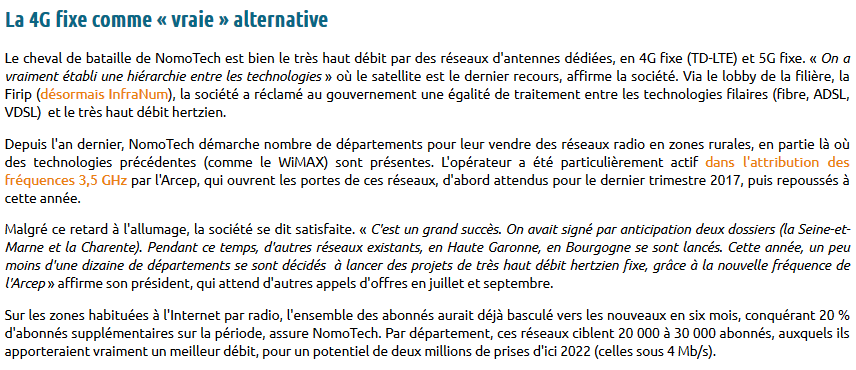 La 4G fixe comme « vraie » alternative
Le cheval de bataille de NomoTech est bien le très haut débit par des réseaux d'antennes dédiées, en 4G fixe (TD-LTE) et 5G fixe. « On a
vraiment établi une hiérarchie entre les technologies » où le satellite est le dernier recours, affirme la société. Via le lobby de la filière, la
Firip (désormais InfraNum), la société a réclamé au gouvernement une égalité de traitement entre les technologies filaires (fibre, ADSL,
VDSL) et le très haut débit hertzien.
Depuis l'an dernier, NomoTech démarche nombre de départements pour leur vendre des réseaux radio en zones rurales, en partie là où
des technologies précédentes (comme le WiMAX) sont présentes. L'opérateur a été particulièrement actif dans l'attribution des
fréquences 3,5 GHz par l'Arcep, qui ouvrent les portes de ces réseaux, d'abord attendus pour le dernier trimestre 2017, puis repoussés à
cette année.
Malgré ce retard à l'allumage, la société se dit satisfaite. « C'est un grand succès. On avait signé par anticipation deux dossiers (la Seine-et-
Marne et la Charente). Pendant ce temps, d'autres réseaux existants, en Haute Garonne, en Bourgogne se sont lancés. Cette année, un peu
moins d'une dizaine de départements se sont décidés à lancer des projets de très haut débit hertzien fixe, grâce à la nouvelle fréquence de
l'Arcep » affirme son président, qui attend d'autres appels d'offres en juillet et septembre.
Sur les zones habituées à l'Internet par radio, l'ensemble des abonnés aurait déjà basculé vers les nouveaux en six mois, conquérant 20 %
d'abonnés supplémentaires sur la période, assure NomoTech. Par département, ces réseaux ciblent 20 000 à 30 000 abonnés, auxquels ils
apporteraient vraiment un meilleur débit, pour un potentiel de deux millions de prises d'ici 2022 (celles sous 4 Mb/s).